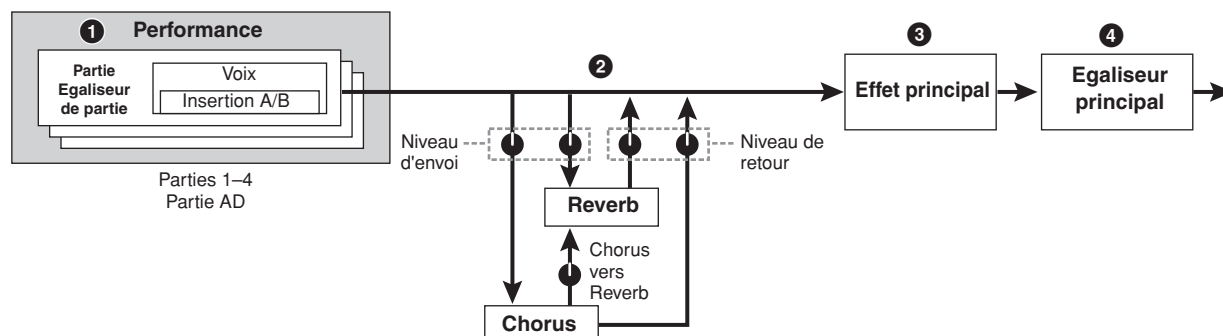 1
Performance
Partie
Egaliseur
de partie
Voix
Insertion A/B
Parties 1–4
Partie AD
2
Niveau
d'envoi
Niveau de
retour
Reverb
Chorus
vers
Reverb
Chorus
3
Effet principal
4
Egaliseur
principal